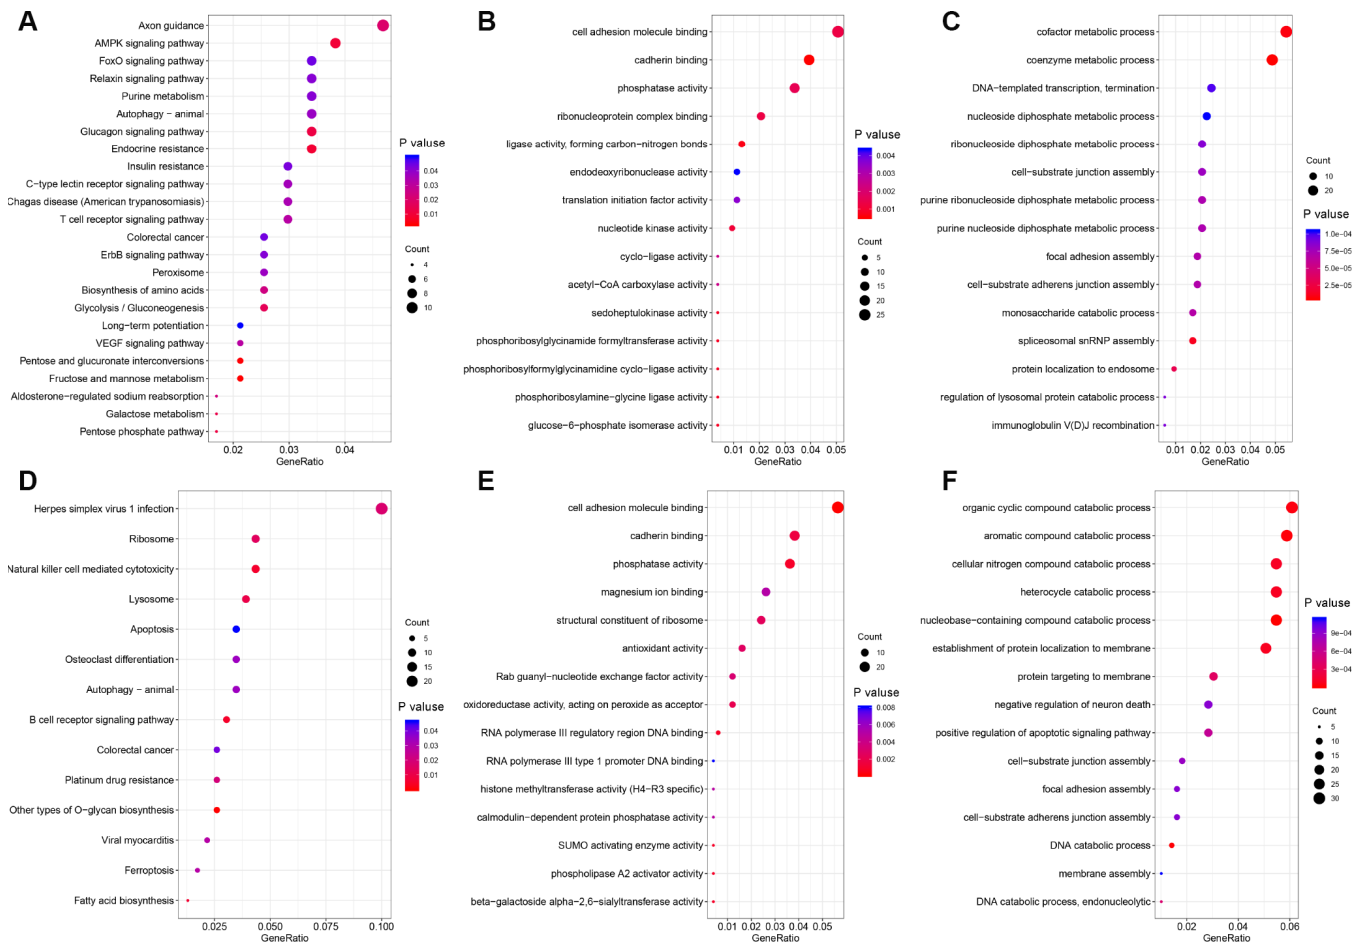 A
Axon guidance
AMPK signaling pathway
FoxO signaling pathway
Relaxin signaling pathway
Purine metabolism
Autophagy − animal
Glucagon signaling pathway
Endocrine resistance
Insulin resistance
C−type lectin receptor signaling pathway
Chagas disease (American trypanosomiasis)
T cell receptor signaling pathway
Colorectal cancer
ErbB signaling pathway
Peroxisome
Biosynthesis of amino acids
Glycolysis / Gluconeogenesis
Long−term potentiation
VEGF signaling pathway
Pentose and glucuronate interconversions
Fructose and mannose metabolism
Aldosterone−regulated sodium reabsorption
Galactose metabolism
Pentose phosphate pathway
0.02 0.03 0.04
GeneRatio
P valuse
0.04
0.03
0.02
0.01
Count
4
6
8
10
B
cell adhesion molecule binding
cadherin binding
phosphatase activity
ribonucleoprotein complex binding
ligase activity, forming carbon−nitrogen bonds
endodeoxyribonuclease activity
translation initiation factor activity
nucleotide kinase activity
cyclo−ligase activity
acetyl−CoA carboxylase activity
sedoheptulokinase activity
phosphoribosylglycinamide formyltransferase activity
phosphoribosylformylglycinamidine cyclo−ligase activity
phosphoribosylamine−glycine ligase activity
glucose−6−phosphate isomerase activity
0.01 0.02 0.03 0.04 0.05
GeneRatio
P valuse
0.004
0.003
0.002
0.001
Count
5
10
15
20
25
C
cofactor metabolic process
coenzyme metabolic process
DNA−templated transcription, termination
nucleoside diphosphate metabolic process
ribonucleoside diphosphate metabolic process
cell−substrate junction assembly
purine ribonucleoside diphosphate metabolic process
purine nucleoside diphosphate metabolic process
focal adhesion assembly
cell−substrate adherens junction assembly
monosaccharide catabolic process
spliceosomal snRNP assembly
protein localization to endosome
regulation of lysosomal protein catabolic process
immunoglobulin V(D)J recombination
0.01 0.02 0.03 0.04 0.05
GeneRatio
Count
10
20
P valuse
1.0e−04
7.5e−05
5.0e−05
2.5e−05
D
Herpes simplex virus 1 infection
Ribosome
Natural killer cell mediated cytotoxicity
Lysosome
Apoptosis
Osteoclast differentiation
Autophagy − animal
B cell receptor signaling pathway
Colorectal cancer
Platinum drug resistance
Other types of O−glycan biosynthesis
Viral myocarditis
Ferroptosis
Fatty acid biosynthesis
0.025 0.050 0.075 0.100
GeneRatio
Count
5
10
15
20
P valuse
0.04
0.03
0.02
0.01
E
cell adhesion molecule binding
cadherin binding
phosphatase activity
magnesium ion binding
structural constituent of ribosome
antioxidant activity
Rab guanyl−nucleotide exchange factor activity
oxidoreductase activity, acting on peroxide as acceptor
RNA polymerase III regulatory region DNA binding
RNA polymerase III type 1 promoter DNA binding
histone methyltransferase activity (H4−R3 specific)
calmodulin−dependent protein phosphatase activity
SUMO activating enzyme activity
phospholipase A2 activator activity
beta−galactoside alpha−2,6−sialyltransferase activity
0.01 0.02 0.03 0.04 0.05
GeneRatio
Count
10
20
P valuse
0.008
0.006
0.004
0.002
F
organic cyclic compound catabolic process
aromatic compound catabolic process
cellular nitrogen compound catabolic process
heterocycle catabolic process
nucleobase−containing compound catabolic process
establishment of protein localization to membrane
protein targeting to membrane
negative regulation of neuron death
positive regulation of apoptotic signaling pathway
cell−substrate junction assembly
focal adhesion assembly
cell−substrate adherens junction assembly
DNA catabolic process
membrane assembly
DNA catabolic process, endonucleolytic
0.02 0.04 0.06
GeneRatio
P valuse
9e−04
6e−04
3e−04
Count
5
10
15
20
25
30